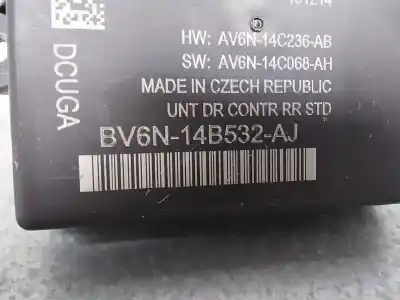 HW: AV6N-14C236-AB
SW: AV6N-14C068-AH
MADE IN CZECH REPUBLIC
UNT DR CONTR RR STD
BV6N-14B532-AJ
DCUGA